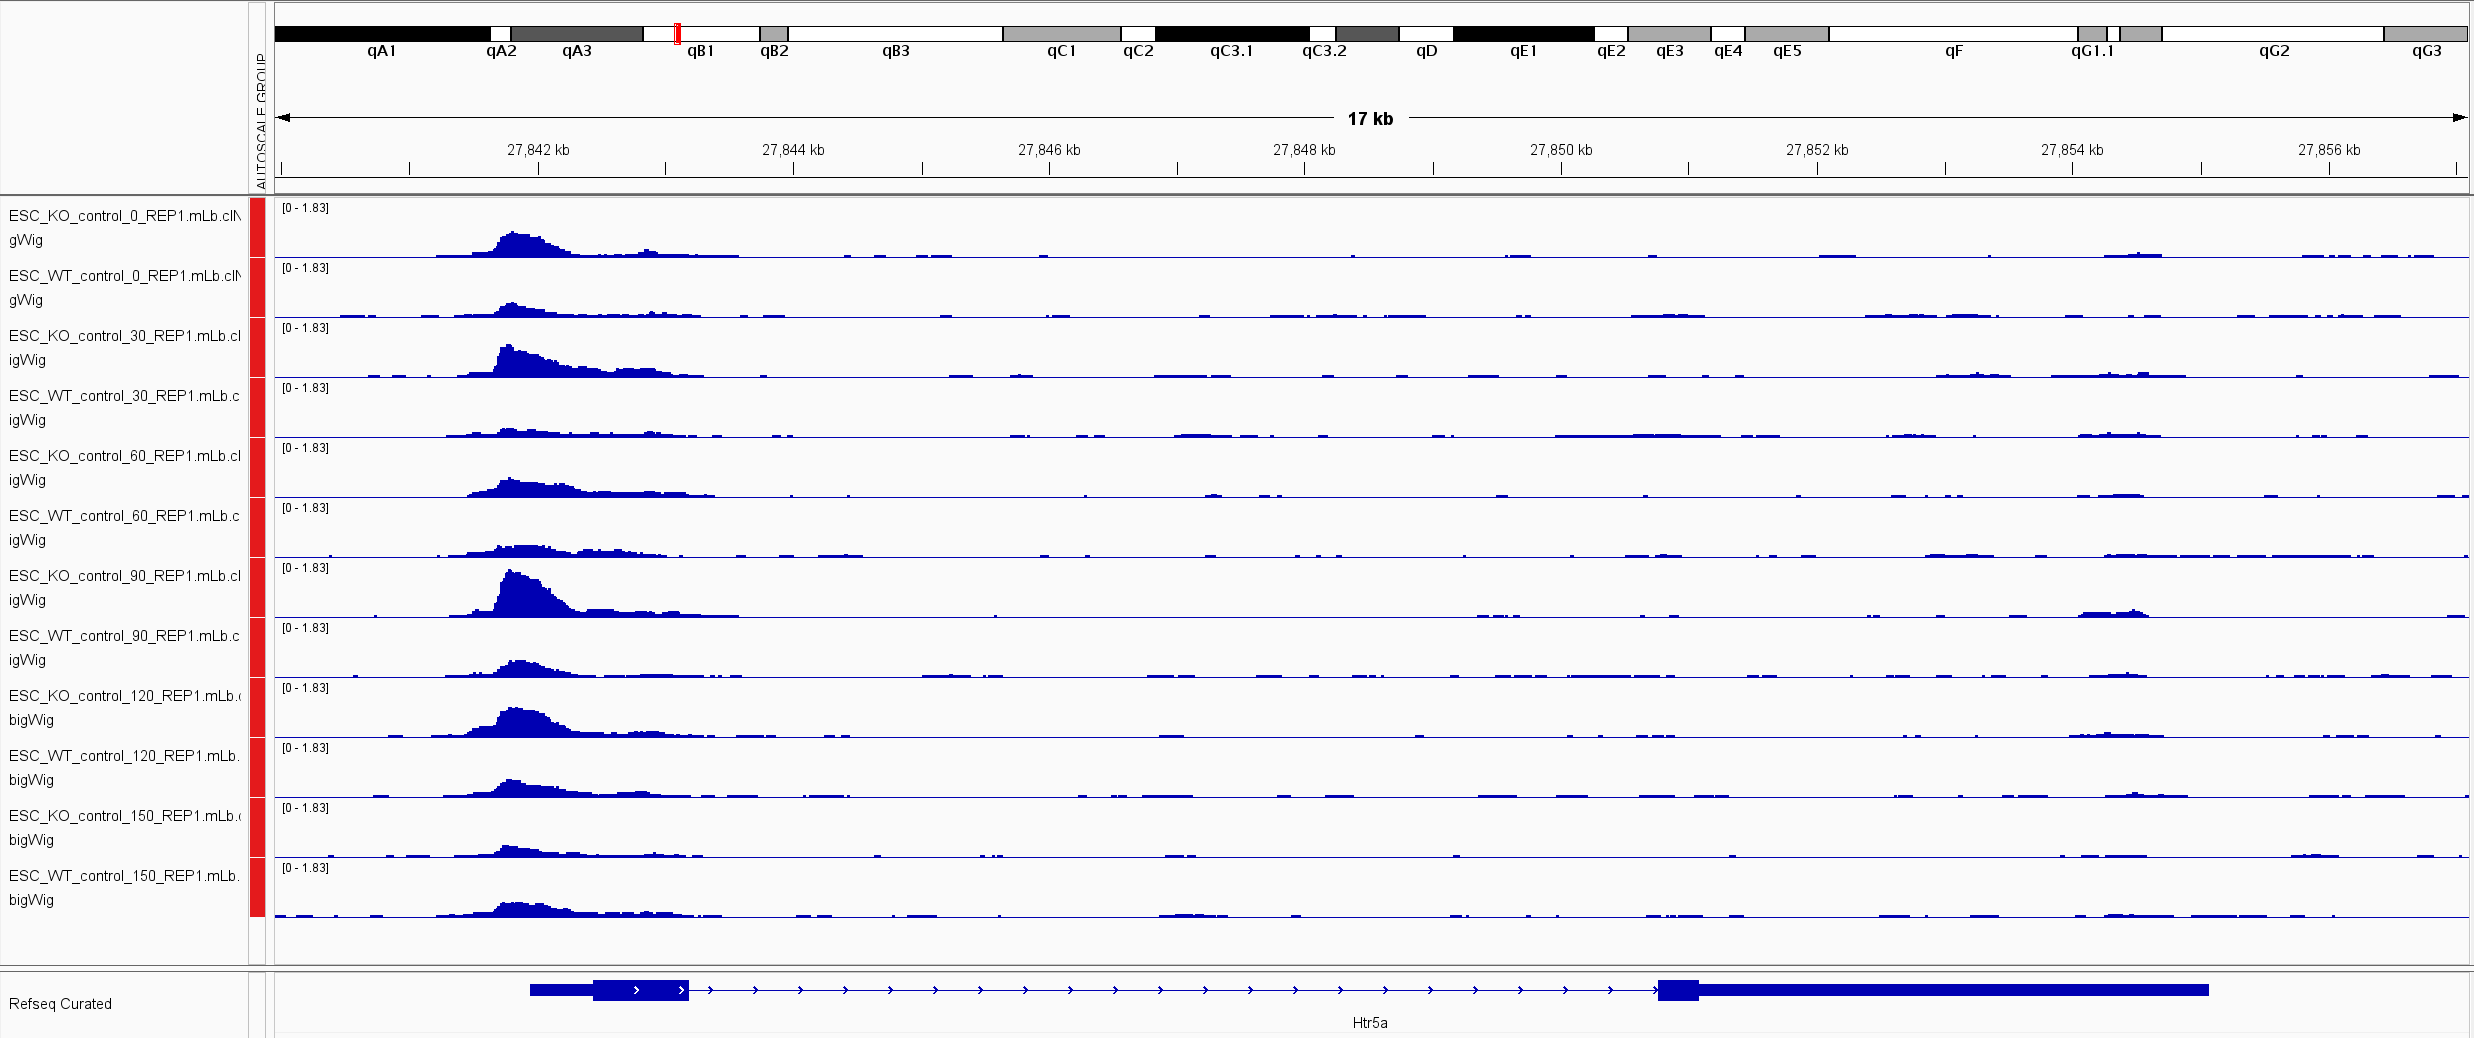 qA1 qA2 qA3 qB1 qB2 qB3 qC1 qC2 qC3.1 qC3.2 qD qE1 qE2 qE3 qE4 qE5 qF qG1.1 qG2 qG3
AUTOSCALE GROUP
17 kb
27,842 kb 27,844 kb 27,846 kb 27,848 kb 27,850 kb 27,852 kb 27,854 kb 27,856 kb
ESC_KO_control_0_REP1.mLb.clN
gWig
[0 - 1.83]
ESC_WT_control_0_REP1.mLb.clN
gWig
[0 - 1.83]
ESC_KO_control_30_REP1.mLb.cl
igWig
[0 - 1.83]
ESC_WT_control_30_REP1.mLb.c
igWig
[0 - 1.83]
ESC_KO_control_60_REP1.mLb.cl
igWig
[0 - 1.83]
ESC_WT_control_60_REP1.mLb.c
igWig
[0 - 1.83]
ESC_KO_control_90_REP1.mLb.cl
igWig
[0 - 1.83]
ESC_WT_control_90_REP1.mLb.c
igWig
[0 - 1.83]
ESC_KO_control_120_REP1.mLb.c
bigWig
[0 - 1.83]
ESC_WT_control_120_REP1.mLb.
bigWig
[0 - 1.83]
ESC_KO_control_150_REP1.mLb.c
bigWig
[0 - 1.83]
ESC_WT_control_150_REP1.mLb.
bigWig
[0 - 1.83]
Refseq Curated
Htr5a